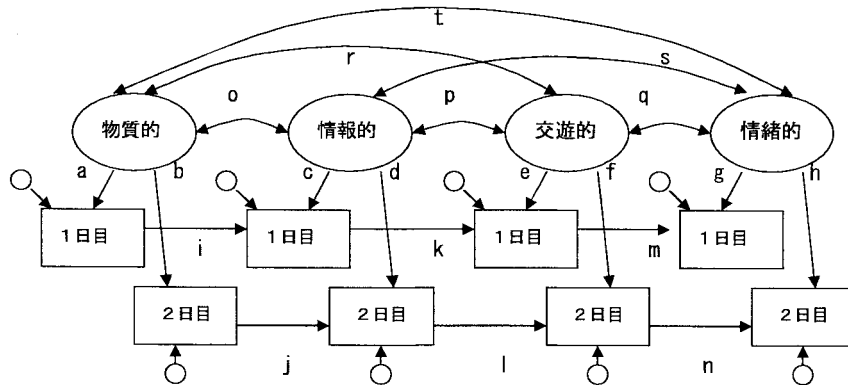 t
r s
o p q
物質的 情報的 交遊的 情緒的
a b c d e f g h
1日目 1日目 1日目 1日目
i k m
2日目 2日目 2日目 2日目
j l n